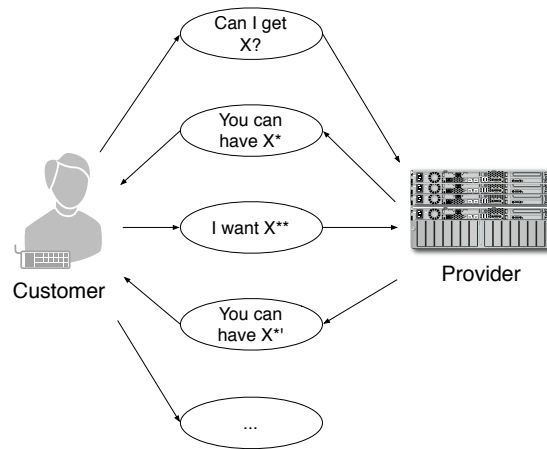 Can I get
X?
You can
have X*
I want X**
Customer
Provider
You can
have X*'
...